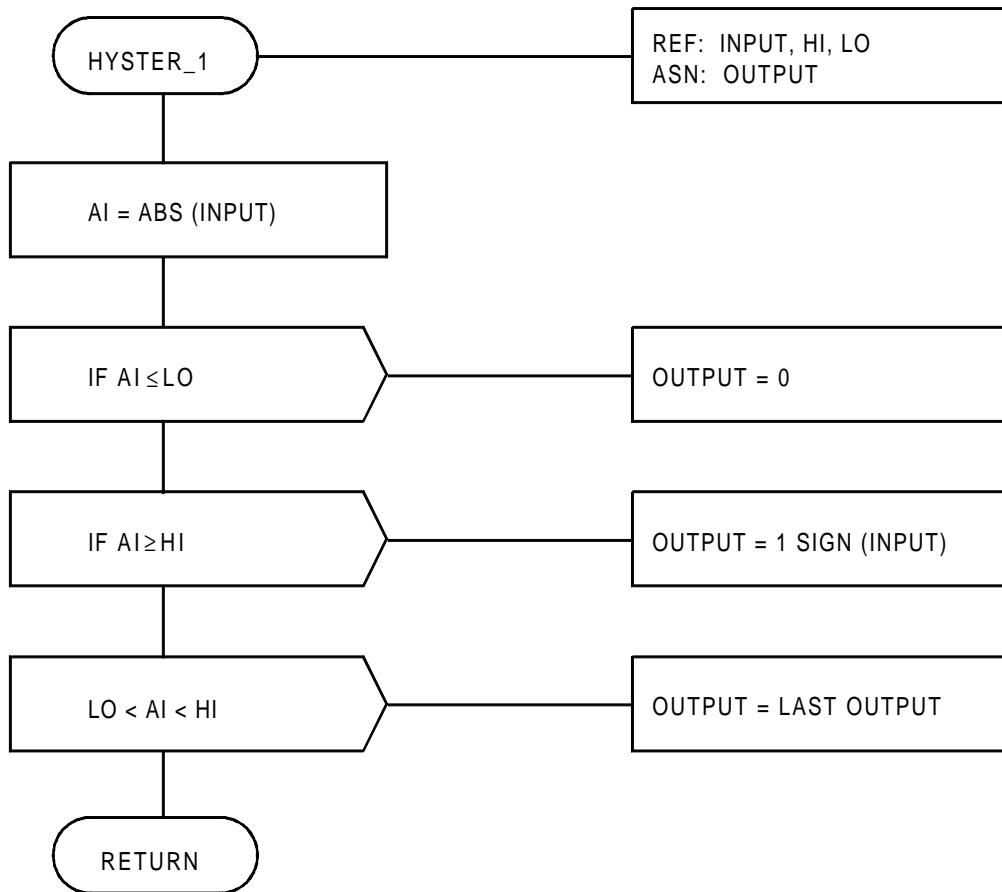 HYSTER_1
REF: INPUT, HI, LO
ASN: OUTPUT
AI = ABS (INPUT)
IF AI ≤ LO
OUTPUT = 0
IF AI ≥ HI
OUTPUT = 1 SIGN (INPUT)
LO < AI < HI
OUTPUT = LAST OUTPUT
RETURN